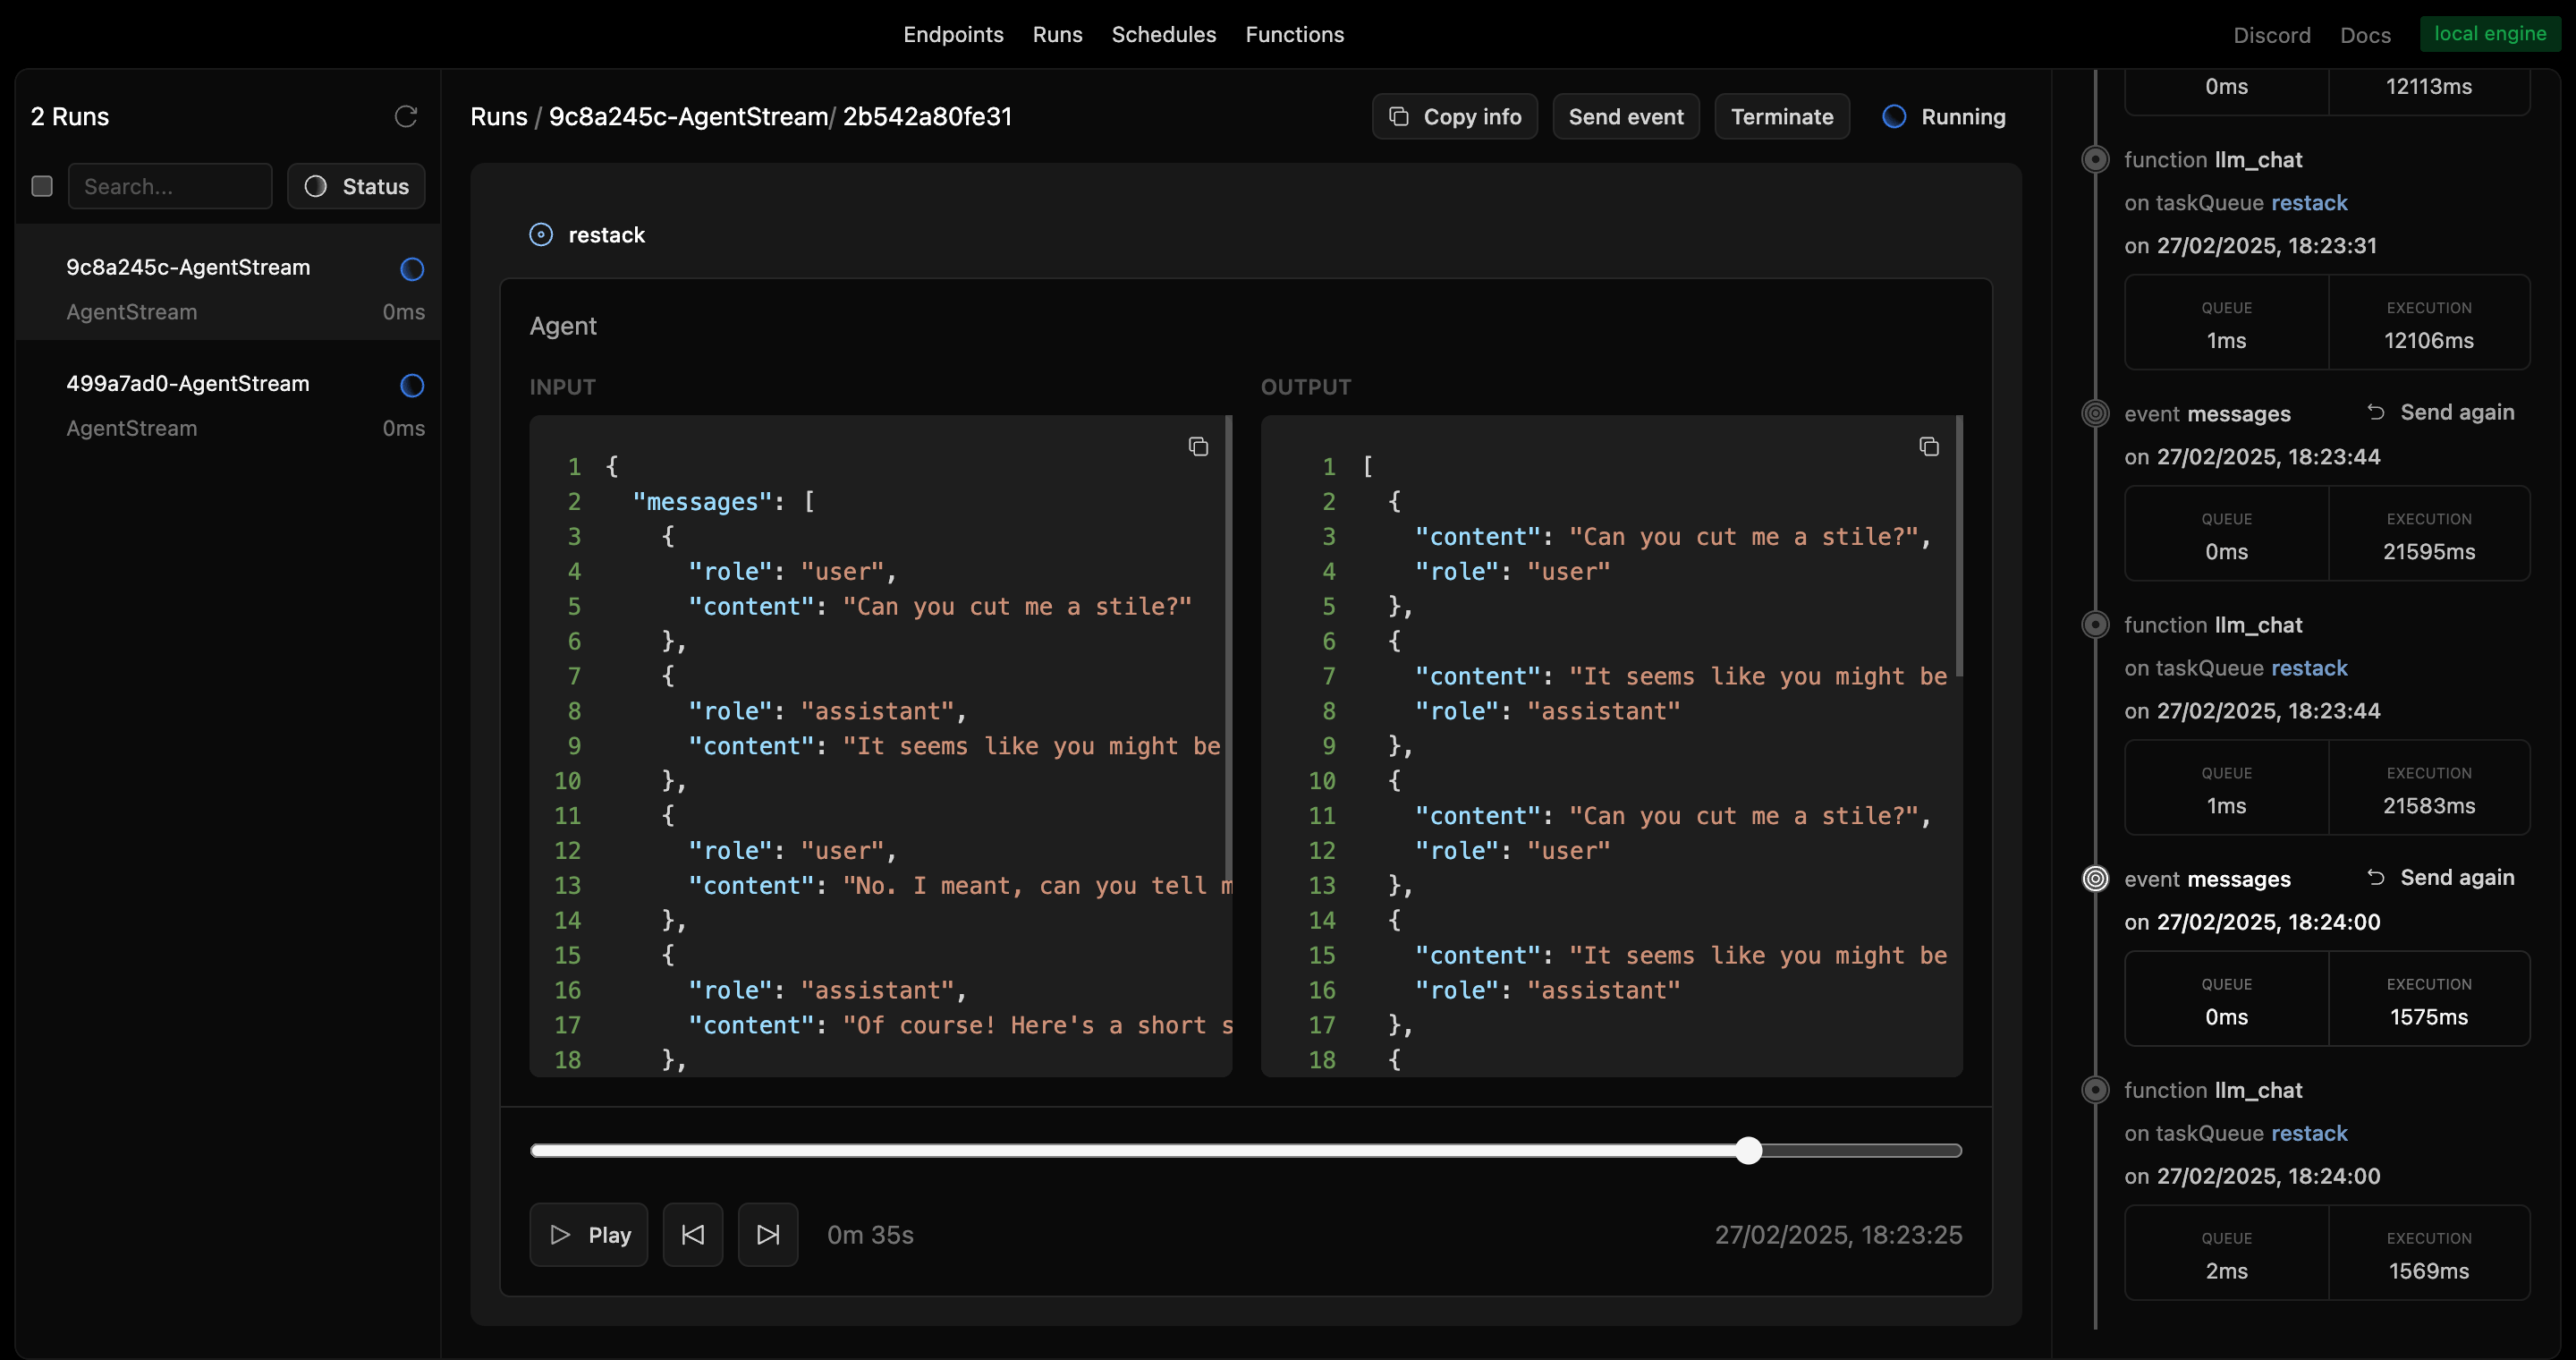 Endpoints Runs Schedules Functions
Discord Docs local engine
2 Runs
Search...
Status
9c8a245c-AgentStream
AgentStream 0ms
499a7ad0-AgentStream
AgentStream 0ms
Runs / 9c8a245c-AgentStream/ 2b542a80fe31
Copy info
Send event
Terminate
Running
restack
Agent
INPUT
1 {
2 "messages": [
3 {
4 "role": "user",
5 "content": "Can you cut me a stile?"
6 },
7 {
8 "role": "assistant",
9 "content": "It seems like you might be
10 },
11 {
12 "role": "user",
13 "content": "No. I meant, can you tell m
14 },
15 {
16 "role": "assistant",
17 "content": "Of course! Here's a short s
18 },
OUTPUT
1 [
2 {
3 "content": "Can you cut me a stile?",
4 "role": "user"
5 },
6 {
7 "content": "It seems like you might be
8 "role": "assistant"
9 },
10 {
11 "content": "Can you cut me a stile?",
12 "role": "user"
13 },
14 {
15 "content": "It seems like you might be
16 "role": "assistant"
17 },
18 {
Play
0m 35s
27/02/2025, 18:23:25
0ms 12113ms
function llm_chat
on taskQueue restack
on 27/02/2025, 18:23:31
QUEUE EXECUTION
1ms 12106ms
event messages Send again
on 27/02/2025, 18:23:44
QUEUE EXECUTION
0ms 21595ms
function llm_chat
on taskQueue restack
on 27/02/2025, 18:23:44
QUEUE EXECUTION
1ms 21583ms
event messages Send again
on 27/02/2025, 18:24:00
QUEUE EXECUTION
0ms 1575ms
function llm_chat
on taskQueue restack
on 27/02/2025, 18:24:00
QUEUE EXECUTION
2ms 1569ms